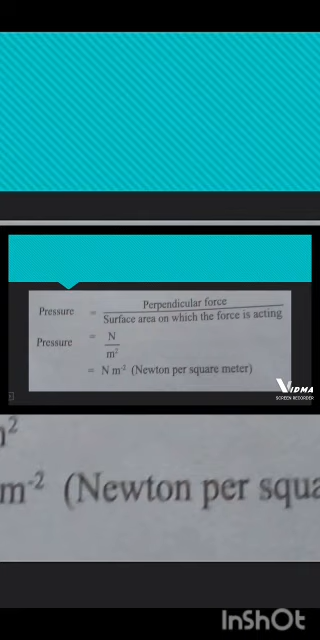 Pressure = Perpendicular force
Surface area on which the force is acting
Pressure = N
m²
= N m⁻² (Newton per square meter)
VIDMA
SCREEN RECORDER
m⁻² (Newton per squa
InShOt